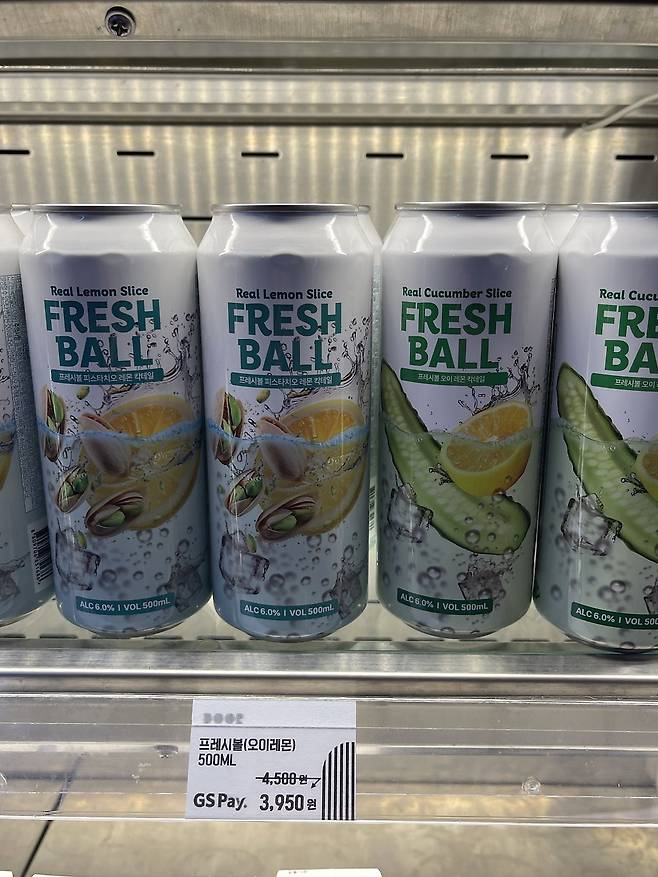 Real Lemon Slice
FRESH
BALL
프레시볼 피스타치오 레몬 칵테일
ALC 6.0% I VOL 500mL
Real Lemon Slice
FRESH
BALL
프레시볼 피스타치오 레몬 칵테일
ALC 6.0% I VOL 500mL
Real Cucumber Slice
FRESH
BALL
프레시볼 오이 레몬 칵테일
ALC 6.0% I VOL 500mL
Real Cucu
FRE
BA
프레시볼 오이
ALC 6.0% I VOL 500
프레시볼(오이레몬)
500ML
4,500원
GS Pay. 3,950원